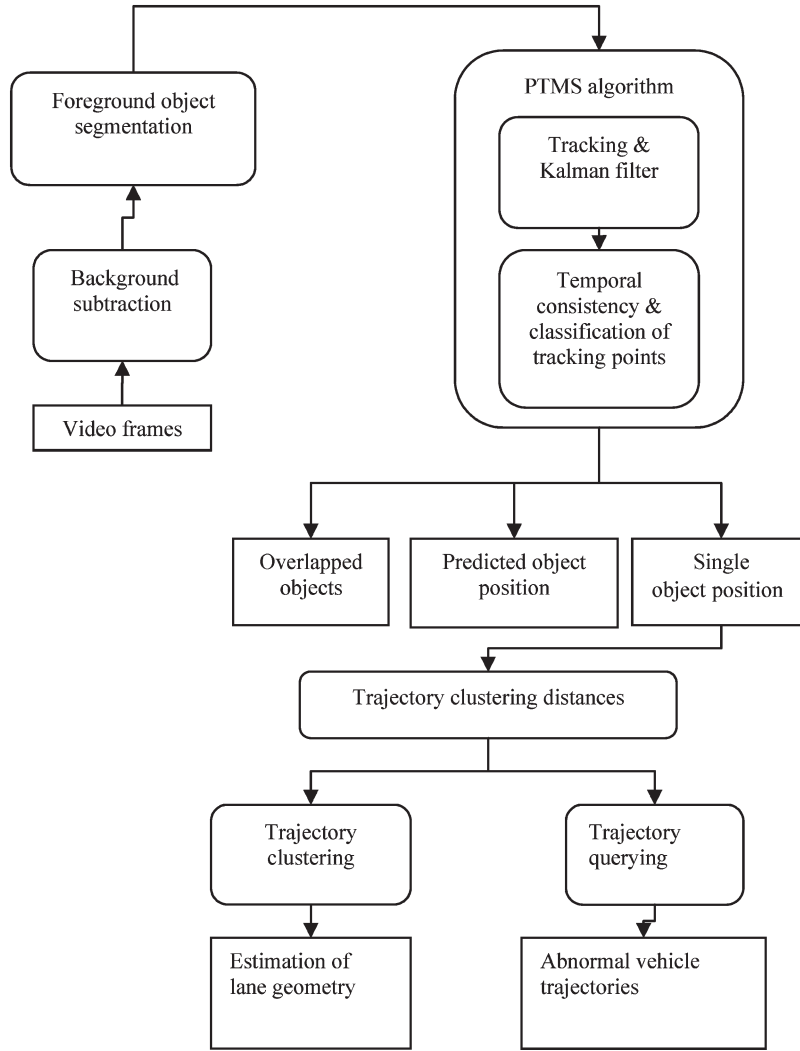 Foreground object
segmentation
Background
subtraction
Video frames
PTMS algorithm
Tracking &
Kalman filter
Temporal
consistency &
classification of
tracking points
Overlapped
objects
Predicted object
position
Single
object position
Trajectory clustering distances
Trajectory
clustering
Trajectory
querying
Estimation of
lane geometry
Abnormal vehicle
trajectories